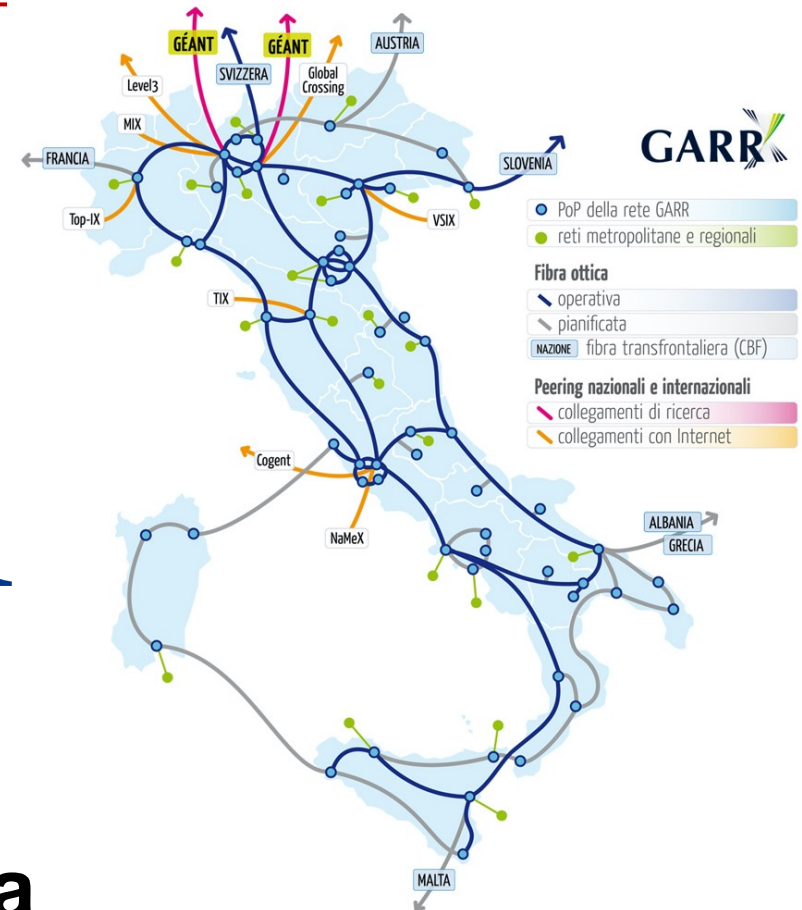 GÉANT
GÉANT
AUSTRIA
SVIZZERA
Global
Crossing
Level3
MIX
FRANCIA
SLOVENIA
GARR
Top-IX
VSIX
PoP della rete GARR
reti metropolitane e regionali
Fibra ottica
operativa
pianificata
NAZIONE fibra transfrontaliera (CBF)
TIX
Peering nazionali e internazionali
collegamenti di ricerca
collegamenti con Internet
Cogent
NaMeX
ALBANIA
GRECIA
MALTA
a